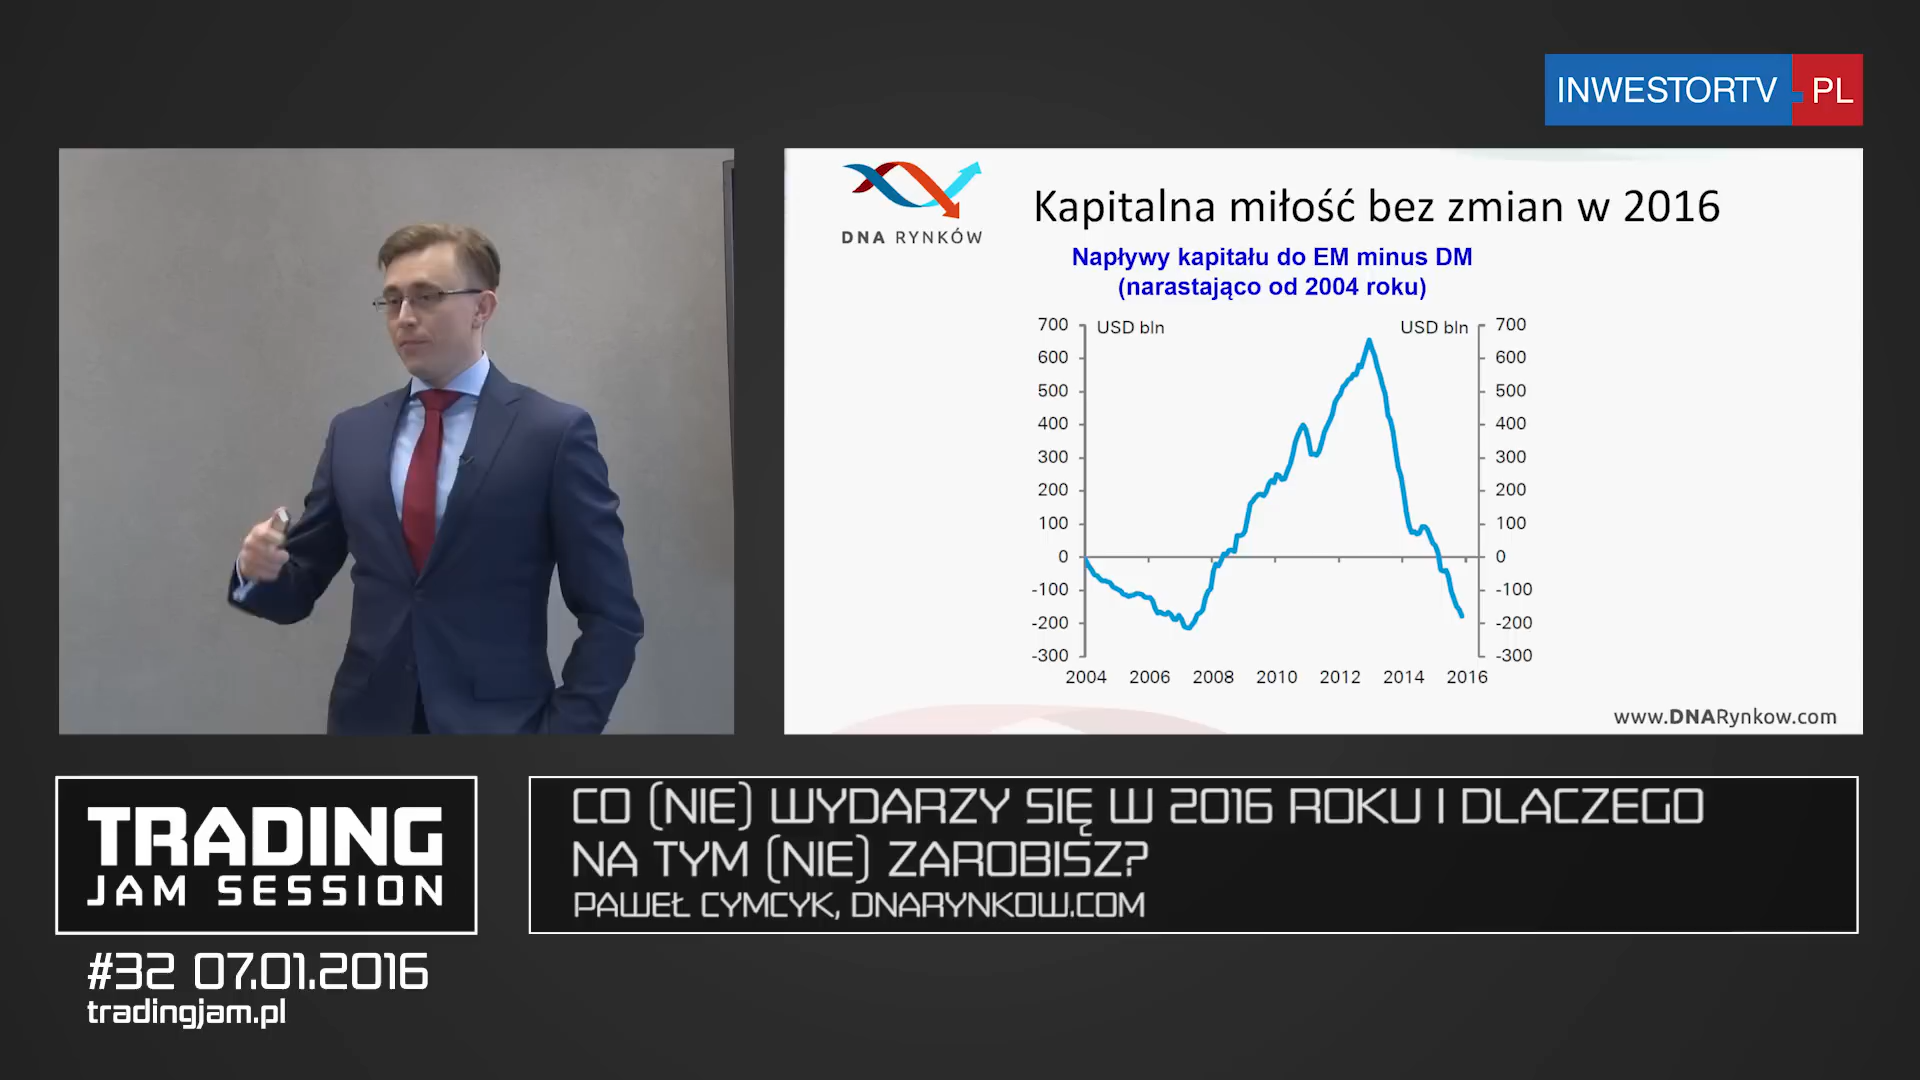 INWESTORTV.PL
DNA RYNKÓW
Kapitalna miłość bez zmian w 2016
Napływy kapitału do EM minus DM
(narastająco od 2004 roku)
USD bln USD bln
700 700
600 600
500 500
400 400
300 300
200 200
100 100
0 0
-100 -100
-200 -200
-300 -300
2004 2006 2008 2010 2012 2014 2016
www.DNARynkow.com
TRADING
JAM SESSION
#32 07.01.2016
tradingjam.pl
CO (NIE) WYDARZY SIĘ W 2016 ROKU I DLACZEGO
NA TYM (NIE) ZAROBISZ?
PAWEŁ CYMCYK, DNARYNKOW.COM